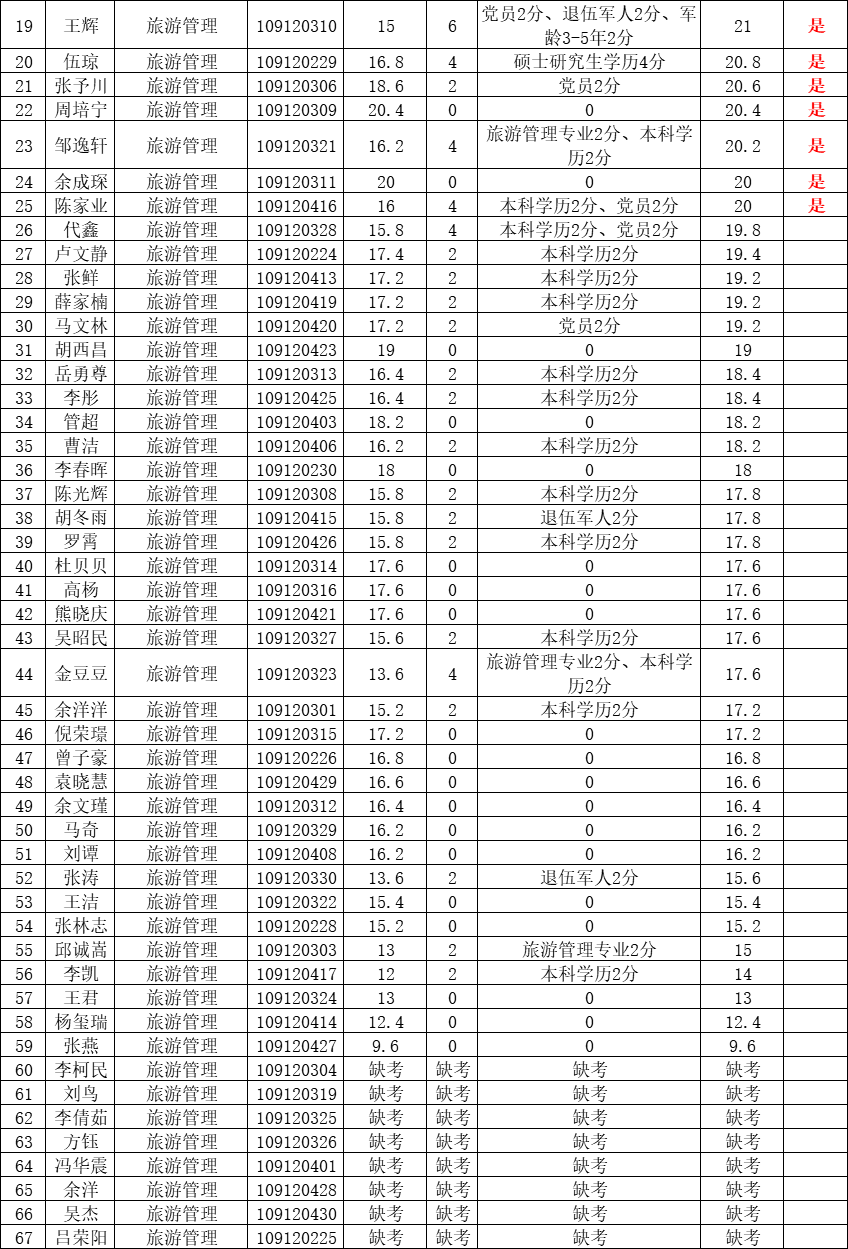 19 王辉 旅游管理 109120310 15 6 党员2分、退伍军人2分、军龄3-5年2分 21 是
20 伍琼 旅游管理 109120229 16.8 4 硕士研究生学历4分 20.8 是
21 张予川 旅游管理 109120306 18.6 2 党员2分 20.6 是
22 周培宁 旅游管理 109120309 20.4 0 0 20.4 是
23 邹逸轩 旅游管理 109120321 16.2 4 旅游管理专业2分、本科学历2分 20.2 是
24 余成琛 旅游管理 109120311 20 0 0 20 是
25 陈家业 旅游管理 109120416 16 4 本科学历2分、党员2分 20 是
26 代鑫 旅游管理 109120328 15.8 4 本科学历2分、党员2分 19.8
27 卢文静 旅游管理 109120224 17.4 2 本科学历2分 19.4
28 张鲜 旅游管理 109120413 17.2 2 本科学历2分 19.2
29 薛家楠 旅游管理 109120419 17.2 2 本科学历2分 19.2
30 马文林 旅游管理 109120420 17.2 2 党员2分 19.2
31 胡西昌 旅游管理 109120423 19 0 0 19
32 岳勇尊 旅游管理 109120313 16.4 2 本科学历2分 18.4
33 李彤 旅游管理 109120425 16.4 2 本科学历2分 18.4
34 管超 旅游管理 109120403 18.2 0 0 18.2
35 曹洁 旅游管理 109120406 16.2 2 本科学历2分 18.2
36 李春晖 旅游管理 109120230 18 0 0 18
37 陈光辉 旅游管理 109120308 15.8 2 本科学历2分 17.8
38 胡冬雨 旅游管理 109120415 15.8 2 退伍军人2分 17.8
39 罗霄 旅游管理 109120426 15.8 2 本科学历2分 17.8
40 杜贝贝 旅游管理 109120314 17.6 0 0 17.6
41 高杨 旅游管理 109120316 17.6 0 0 17.6
42 熊晓庆 旅游管理 109120421 17.6 0 0 17.6
43 吴昭民 旅游管理 109120327 15.6 2 本科学历2分 17.6
44 金豆豆 旅游管理 109120323 13.6 4 旅游管理专业2分、本科学历2分 17.6
45 余洋洋 旅游管理 109120301 15.2 2 本科学历2分 17.2
46 倪荣璟 旅游管理 109120315 17.2 0 0 17.2
47 曾子豪 旅游管理 109120226 16.8 0 0 16.8
48 袁晓慧 旅游管理 109120429 16.6 0 0 16.6
49 余文瑾 旅游管理 109120312 16.4 0 0 16.4
50 马奇 旅游管理 109120329 16.2 0 0 16.2
51 刘谭 旅游管理 109120408 16.2 0 0 16.2
52 张涛 旅游管理 109120330 13.6 2 退伍军人2分 15.6
53 王洁 旅游管理 109120322 15.4 0 0 15.4
54 张林志 旅游管理 109120228 15.2 0 0 15.2
55 邱诚嵩 旅游管理 109120303 13 2 旅游管理专业2分 15
56 李凯 旅游管理 109120417 12 2 本科学历2分 14
57 王君 旅游管理 109120324 13 0 0 13
58 杨玺瑞 旅游管理 109120414 12.4 0 0 12.4
59 张燕 旅游管理 109120427 9.6 0 0 9.6
60 李柯民 旅游管理 109120304 缺考 缺考 缺考 缺考
61 刘鸟 旅游管理 109120319 缺考 缺考 缺考 缺考
62 李倩茹 旅游管理 109120325 缺考 缺考 缺考 缺考
63 方钰 旅游管理 109120326 缺考 缺考 缺考 缺考
64 冯华震 旅游管理 109120401 缺考 缺考 缺考 缺考
65 余洋 旅游管理 109120428 缺考 缺考 缺考 缺考
66 吴杰 旅游管理 109120430 缺考 缺考 缺考 缺考
67 吕荣阳 旅游管理 109120225 缺考 缺考 缺考 缺考